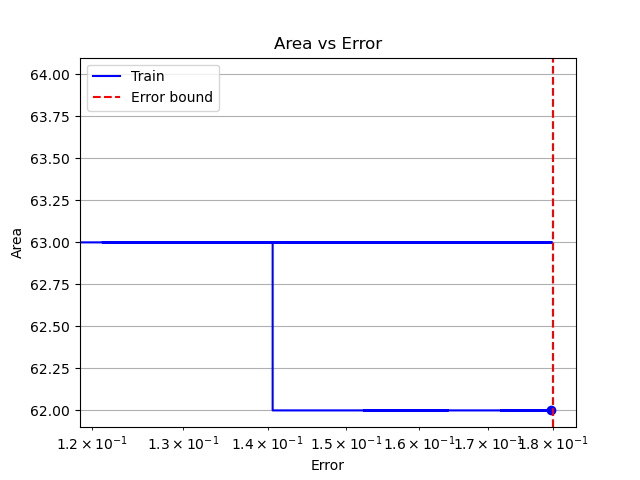 Area vs Error
Train
Error bound
64.00
63.75
63.50
63.25
63.00
62.75
62.50
62.25
62.00
Area
1.2 × 10⁻¹ 1.3 × 10⁻¹ 1.4 × 10⁻¹ 1.5 × 10⁻¹ 1.6 × 10⁻¹ 1.7 × 10⁻¹ 1.8 × 10⁻¹
Error